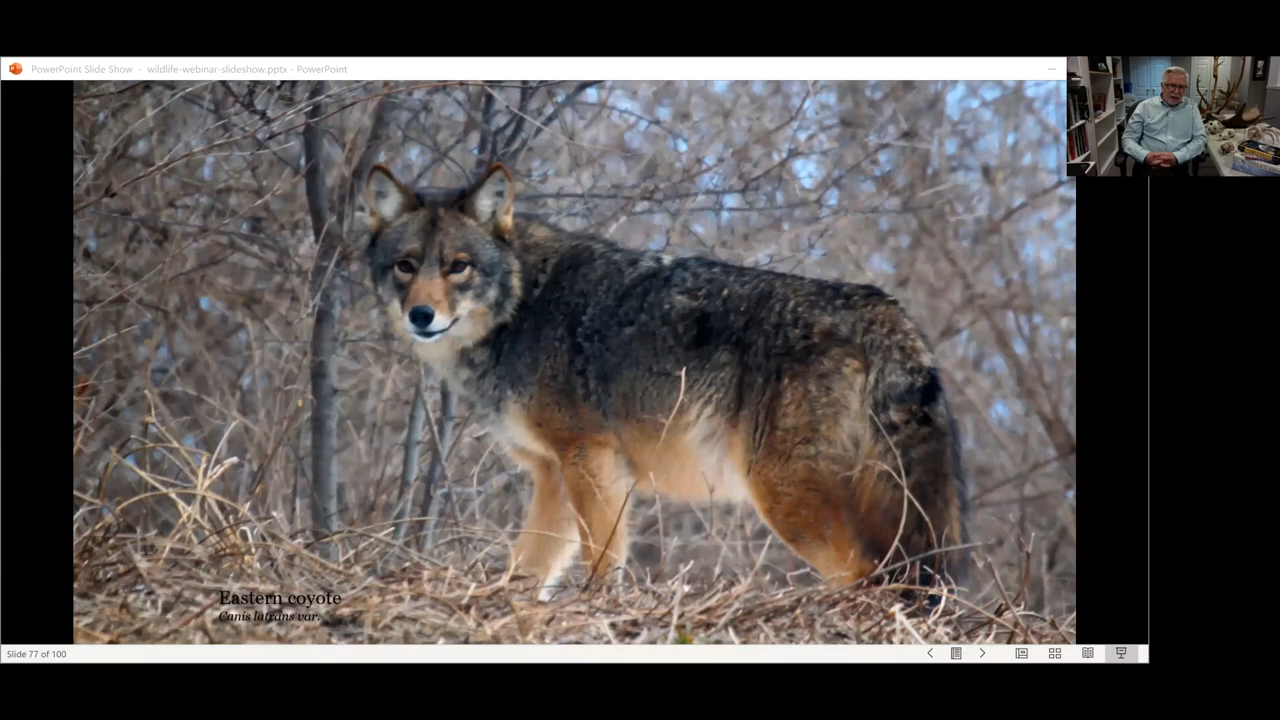 PowerPoint Slide Show - wildlife-webinar-slideshow.pptx - PowerPoint
Eastern coyote
Canis latrans var.
Slide 77 of 100